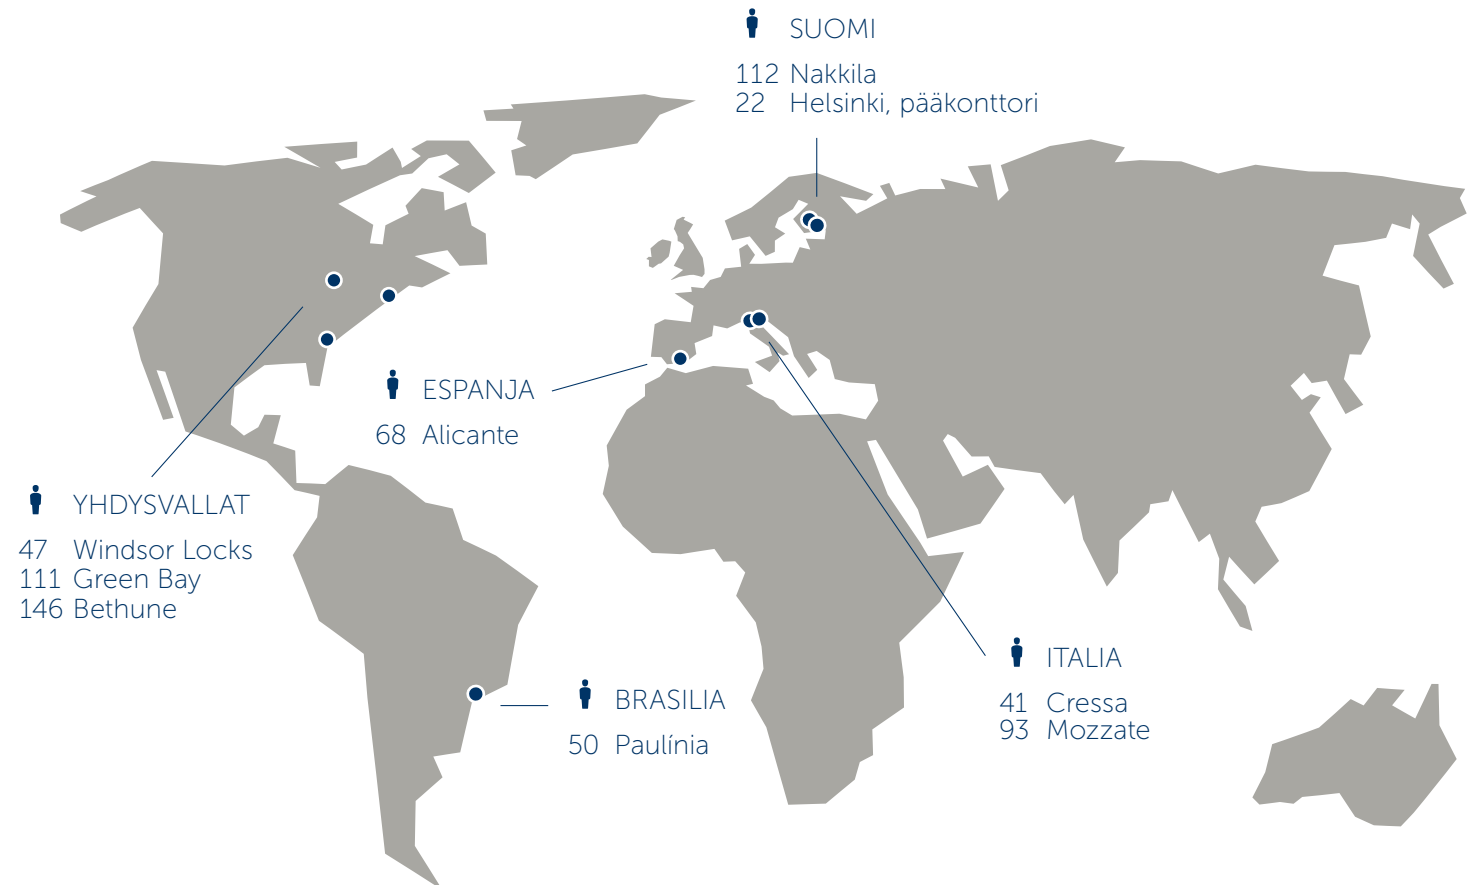 SUOMI
112 Nakkila
22 Helsinki, pääkonttori
ESPANJA
68 Alicante
YHDYSVALLAT
47 Windsor Locks
111 Green Bay
146 Bethune
BRASILIA
50 Paulínia
ITALIA
41 Cressa
93 Mozzate